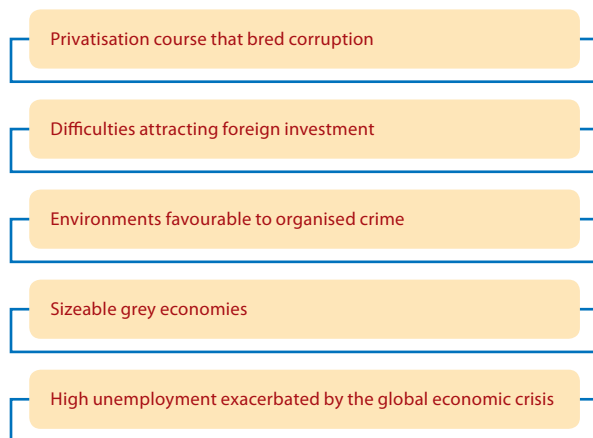 Privatisation course that bred corruption
Difficulties attracting foreign investment
Environments favourable to organised crime
Sizeable grey economies
High unemployment exacerbated by the global economic crisis